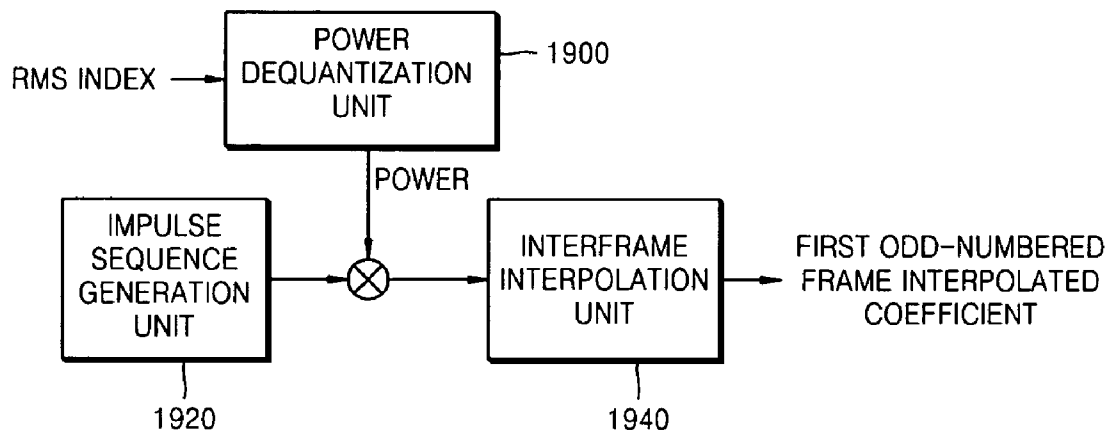 POWER
DEQUANTIZATION
UNIT
1900
RMS INDEX
POWER
IMPULSE
SEQUENCE
GENERATION
UNIT
INTERFRAME
INTERPOLATION
UNIT
FIRST ODD-NUMBERED
FRAME INTERPOLATED
COEFFICIENT
1920
1940